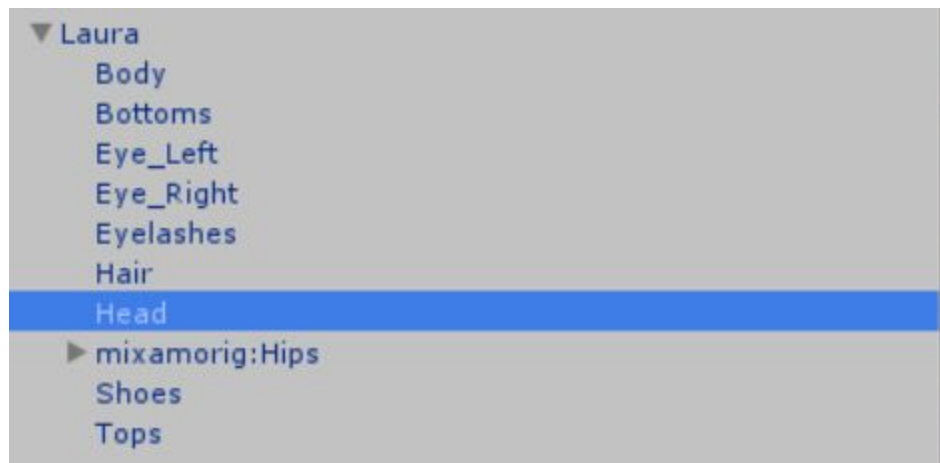 Laura
Body
Bottoms
Eye_Left
Eye_Right
Eyelashes
Hair
Head
mixamorig:Hips
Shoes
Tops